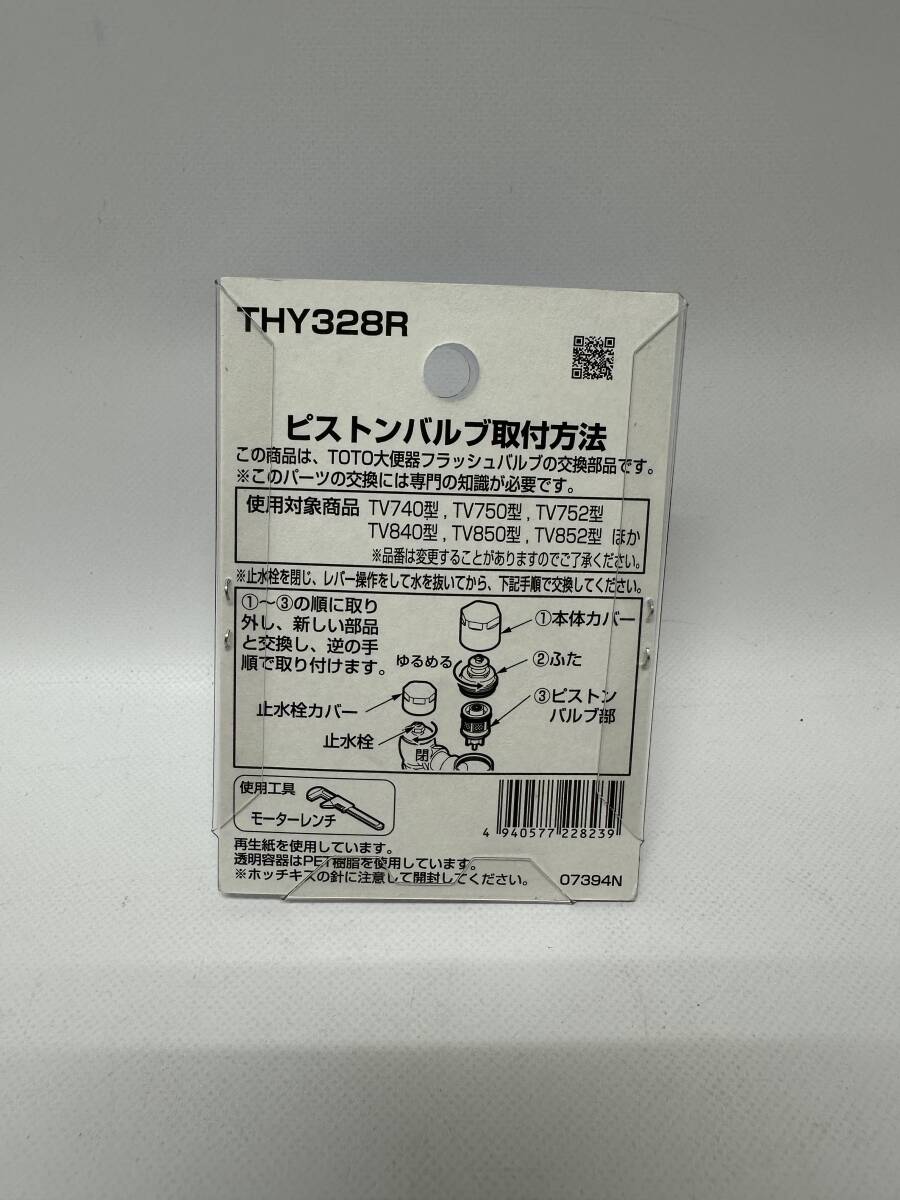 THY328R
ピストンバルブ取付方法
この商品は、TOTO大便器フラッシュバルブの交換部品です。
※このパーツの交換には専門の知識が必要です。
使用対象商品 TV740型, TV750型, TV752型
TV840型, TV850型, TV852型 ほか
※品番は変更することがありますのでご了承ください。
※止水栓を閉じ、レバー操作をして水を抜いてから、下記手順で交換してください。
①〜③の順に取り
外し、新しい部品
と交換し、逆の手
順で取り付けます。
①本体カバー
ゆるめる
②ふた
③ピストン
バルブ部
止水栓カバー
止水栓
閉
使用工具
モーターレンチ
4 940577 228239
再生紙を使用しています。
透明容器はPET樹脂を使用しています。
※ホッチキスの針に注意して開封してください。
07394N